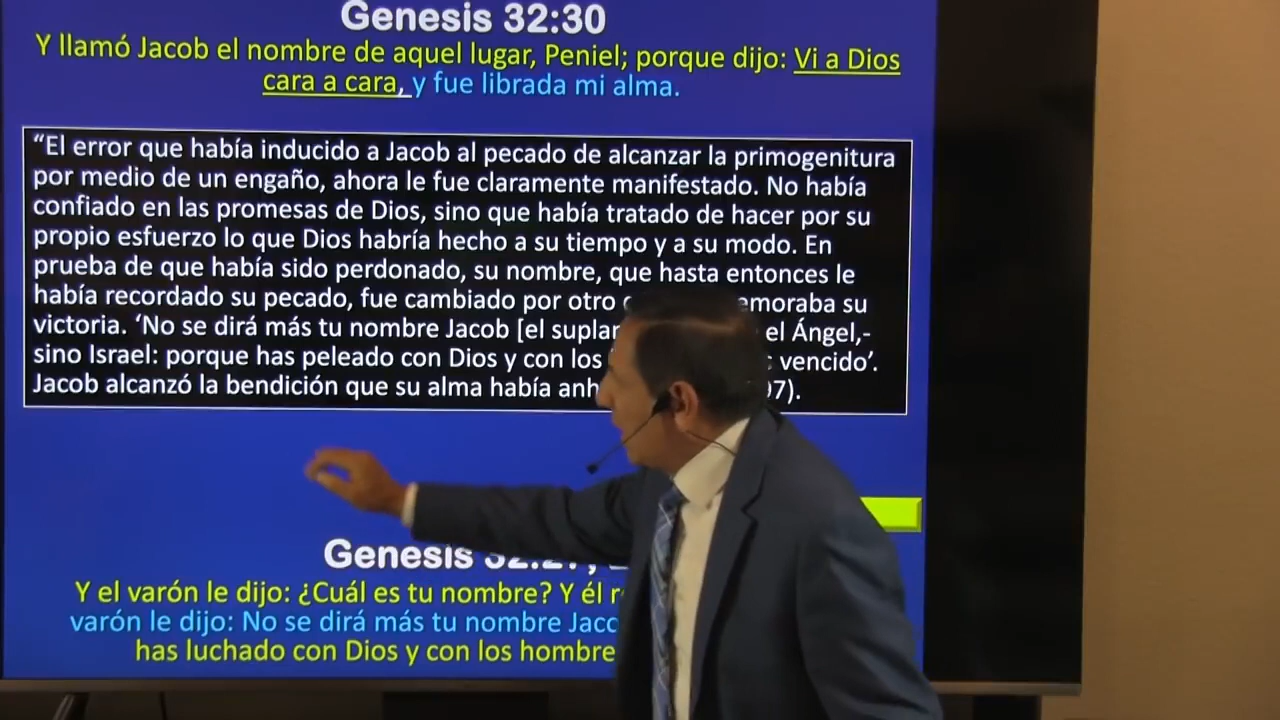 Genesis 32:30
Y llamó Jacob el nombre de aquel lugar, Peniel; porque dijo: Vi a Dios
cara a cara, y fue librada mi alma.
“El error que había inducido a Jacob al pecado de alcanzar la primogenitura
por medio de un engaño, ahora le fue claramente manifestado. No había
confiado en las promesas de Dios, sino que había tratado de hacer por su
propio esfuerzo lo que Dios habría hecho a su tiempo y a su modo. En
prueba de que había sido perdonado, su nombre, que hasta entonces le
había recordado su pecado, fue cambiado por otro su
victoria. ‘No se dirá más tu nombre Jacob [el el Ángel,-
sino Israel: porque has peleado con Dios y con los vencido’.
Jacob alcanzó la bendición que su alma había
Genesis
Y el varón le dijo: ¿Cuál es tu nombre? Y él
varón le dijo: No se dirá más tu nombre
has luchado con Dios y con los